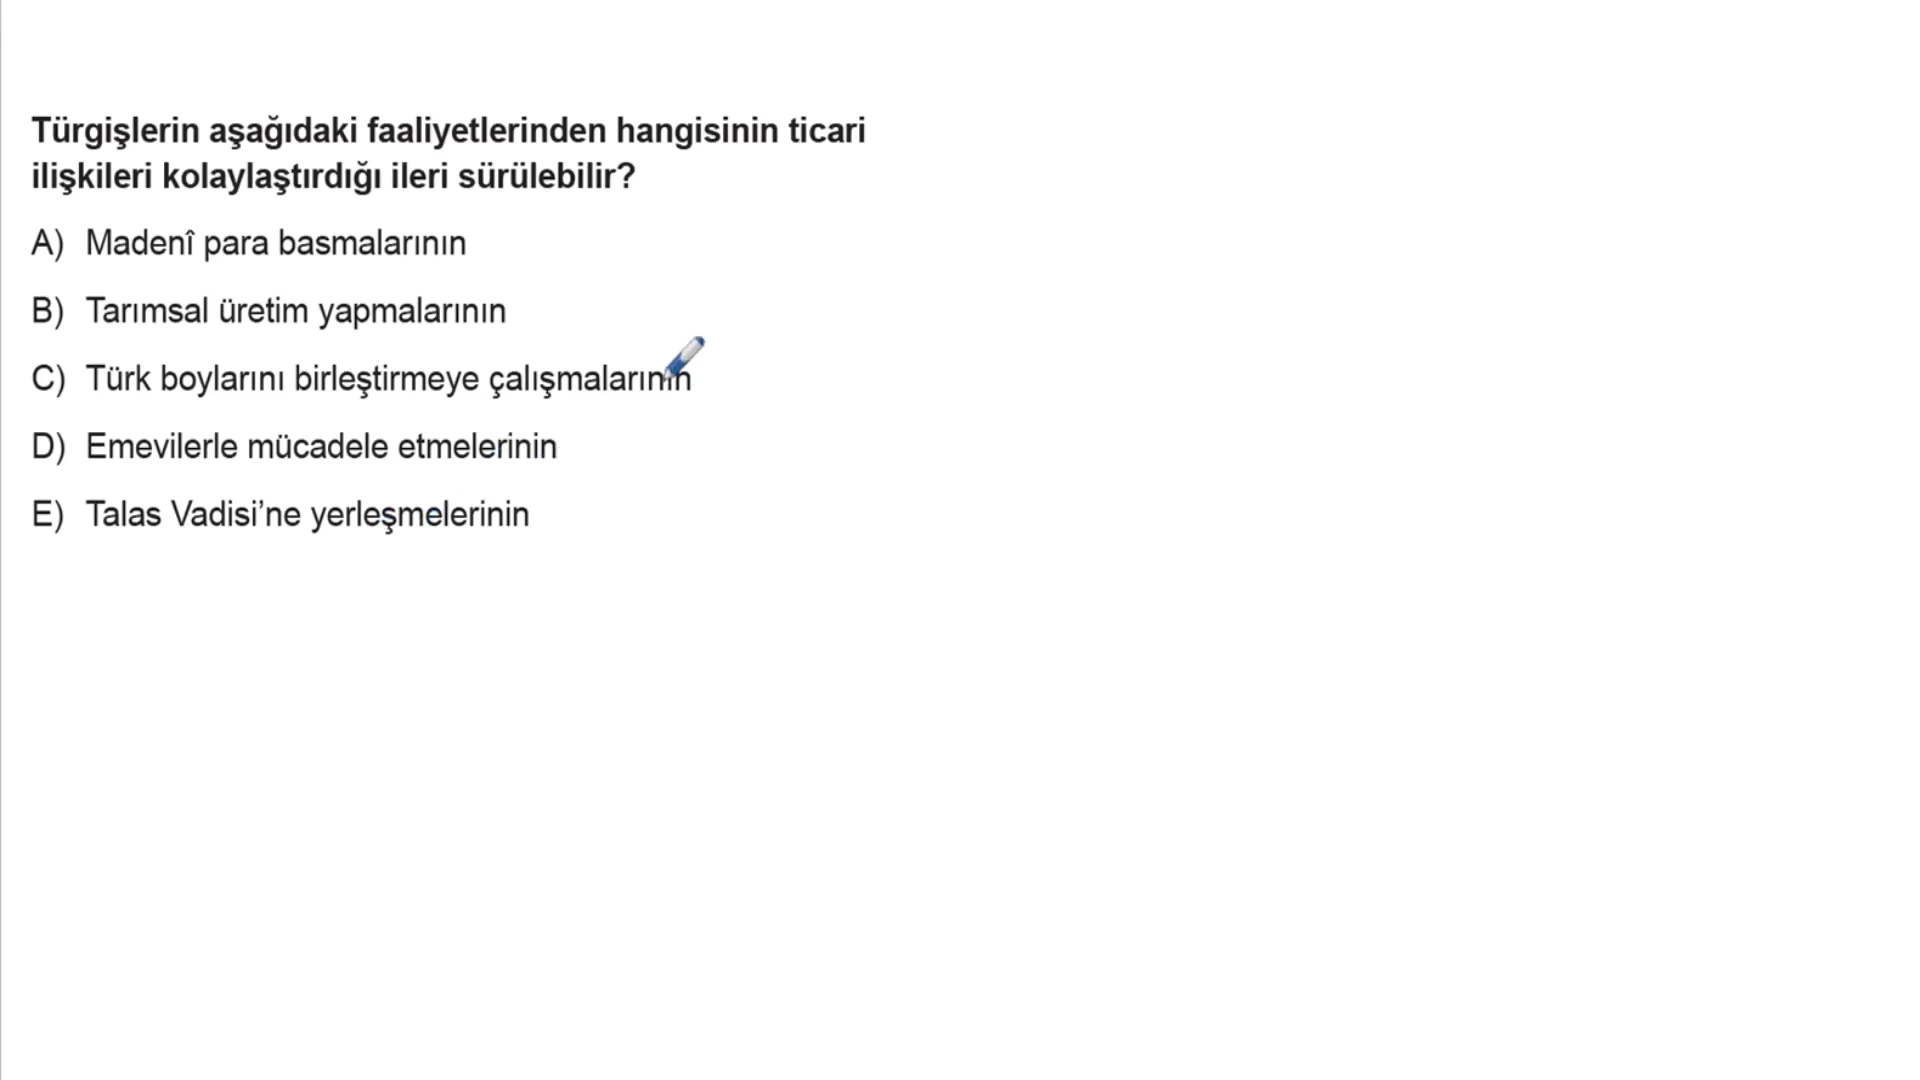 Türgişlerin aşağıdaki faaliyetlerinden hangisinin ticari
ilişkileri kolaylaştırdığı ileri sürülebilir?
A) Madenî para basmalarının
B) Tarımsal üretim yapmalarının
C) Türk boylarını birleştirmeye çalışmalarının
D) Emevilerle mücadele etmelerinin
E) Talas Vadisi’ne yerleşmelerinin